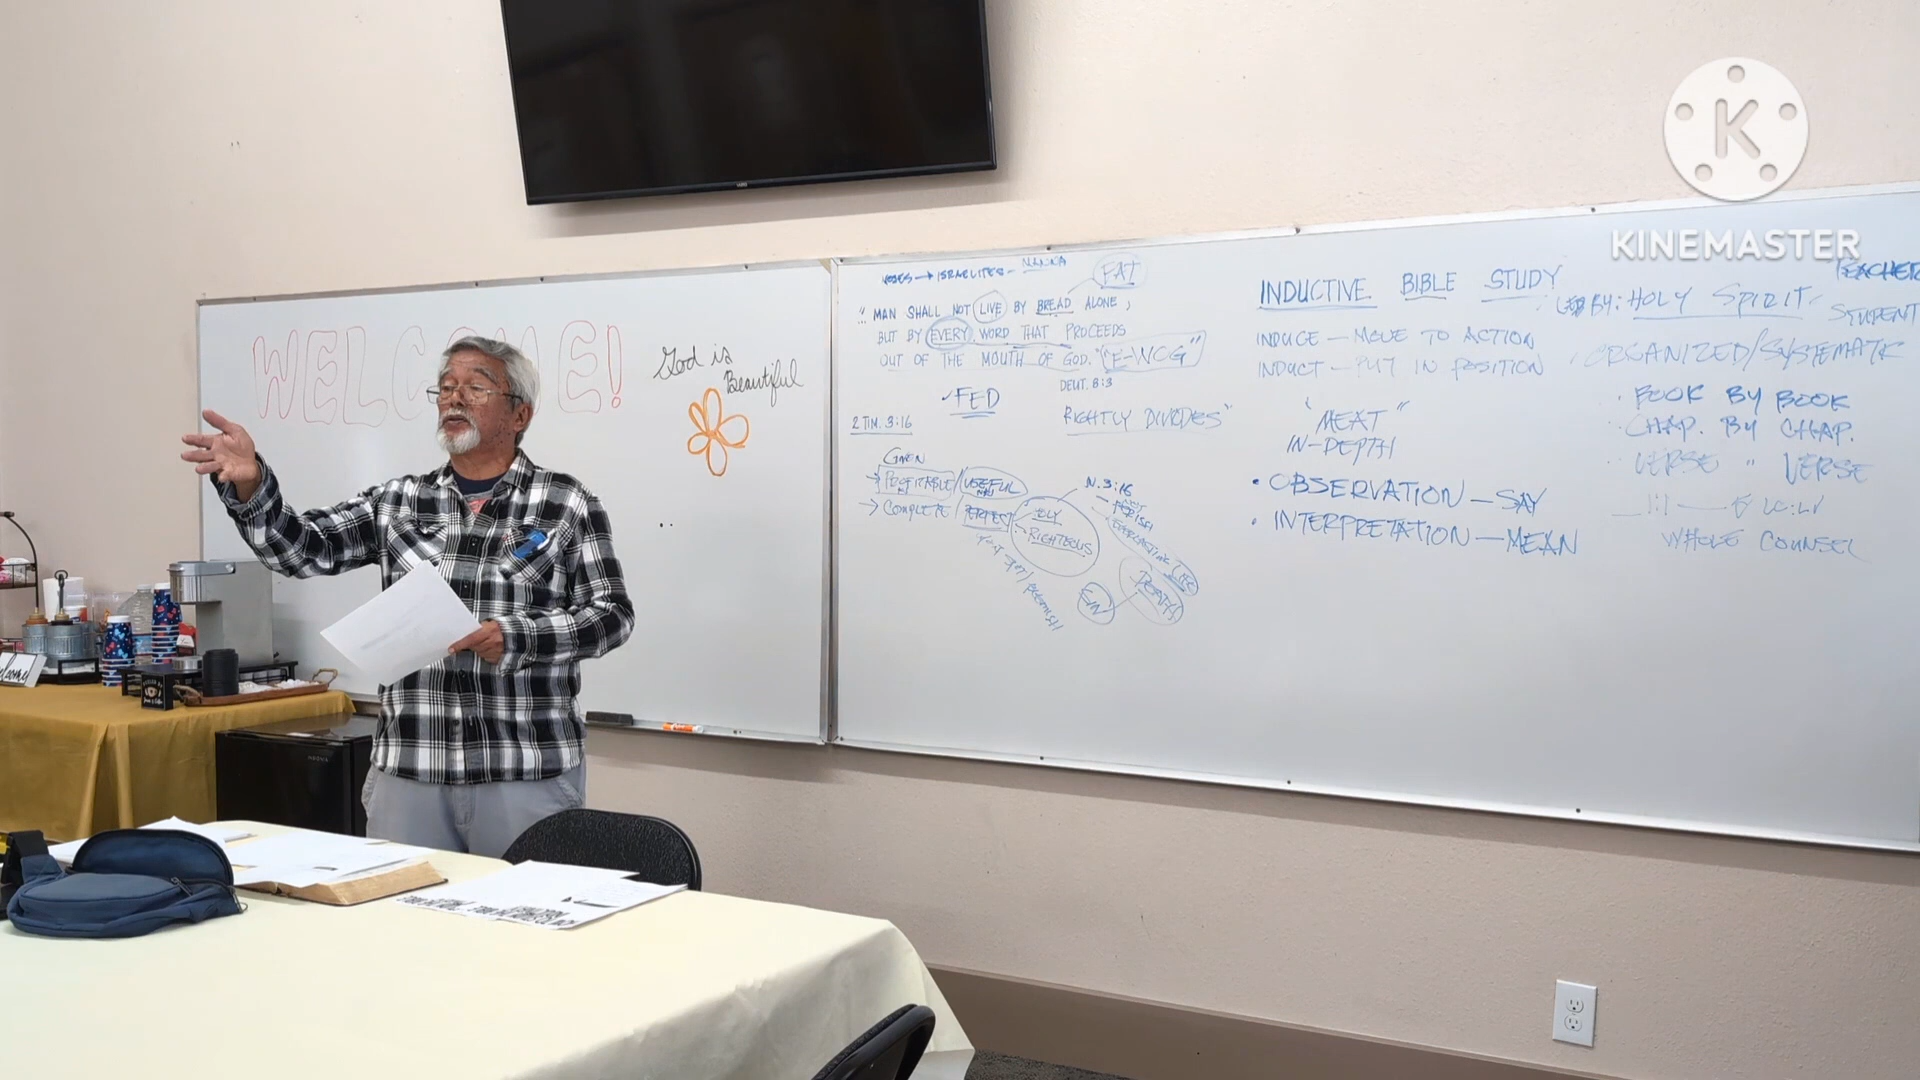 WELCOME!
God is
Beautiful
MOSES → ISRAELITES - MANNA
EAT
"MAN SHALL NOT LIVE BY BREAD ALONE,
BUT BY EVERY WORD THAT PROCEEDS
OUT OF THE MOUTH OF GOD." "E-WCG"
DEUT. 8:3
FED
2 TIM. 3:16
RIGHTLY DIVIDES"
GIVEN
→ PROFITABLE / USEFUL
→ COMPLETE / PERFECT
HOLY
RIGHTEOUS
N. 3:16
NOT PERISH
EVERLASTING LIFE
SIN
DEATH
INDUCTIVE BIBLE STUDY
INDUCE — MOVE TO ACTION
INDUCT — PUT IN POSITION
"MEAT"
IN-DEPTH
• OBSERVATION — SAY
• INTERPRETATION — MEAN
TEACHER
LED BY: HOLY SPIRIT
STUDENT
ORGANIZED/SYSTEMATIC
• BOOK BY BOOK
• CHAP. BY CHAP.
• VERSE " VERSE
WHOLE COUNSEL
K
KINEMASTER